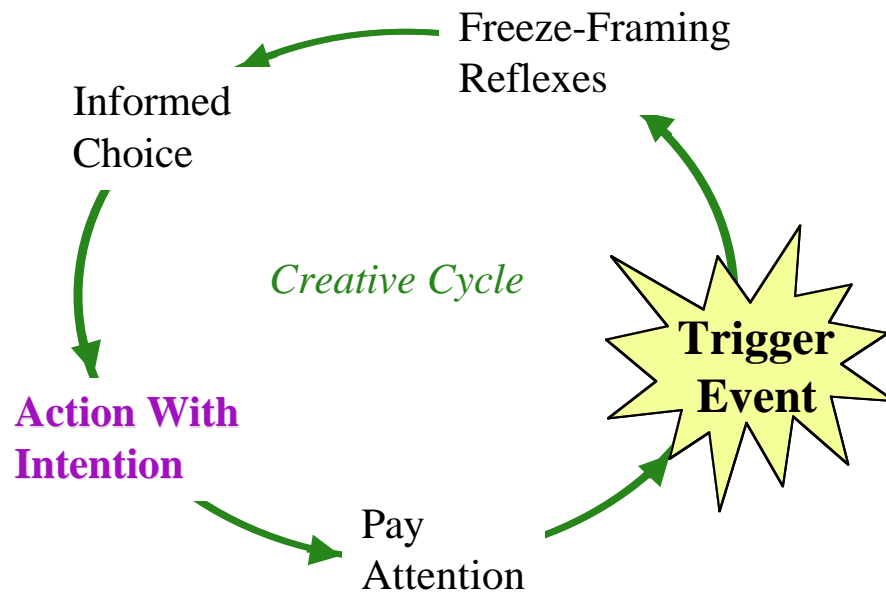 Freeze-Framing
Reflexes
Informed
Choice
Creative Cycle
Trigger
Event
Action With
Intention
Pay
Attention